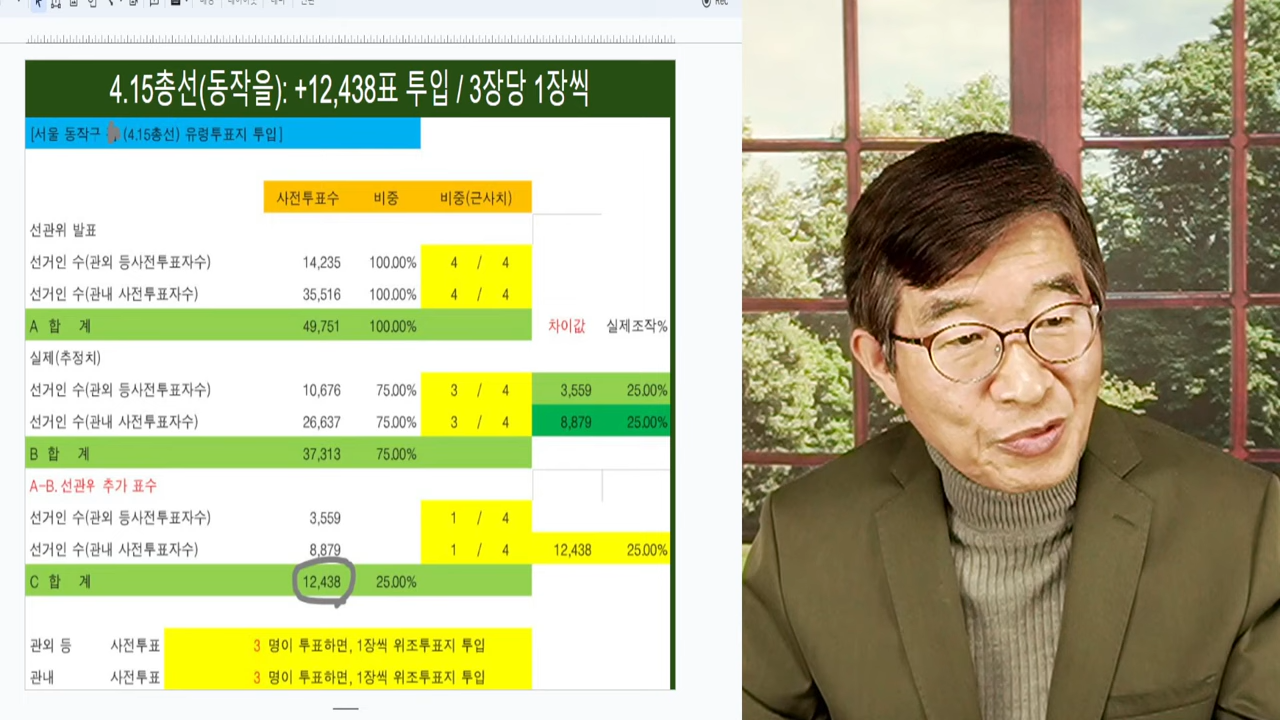 Rec
4.15총선(동작을): +12,438표 투입 / 3장당 1장씩
[서울 동작구 (4.15총선) 유령투표지 투입]
사전투표수 비중 비중(근사치)
선관위 발표
선거인 수(관외 등사전투표자수) 14,235 100.00% 4 / 4
선거인 수(관내 사전투표자수) 35,516 100.00% 4 / 4
A 합 계 49,751 100.00% 차이값 실제조작%
실제(추정치)
선거인 수(관외 등사전투표자수) 10,676 75.00% 3 / 4 3,559 25.00%
선거인 수(관내 사전투표자수) 26,637 75.00% 3 / 4 8,879 25.00%
B 합 계 37,313 75.00%
A-B. 선관위 추가 표수
선거인 수(관외 등사전투표자수) 3,559 1 / 4
선거인 수(관내 사전투표자수) 8,879 1 / 4 12,438 25.00%
C 합 계 12,438 25.00%
관외 등 사전투표 3 명이 투표하면, 1장씩 위조투표지 투입
관내 사전투표 3 명이 투표하면, 1장씩 위조투표지 투입